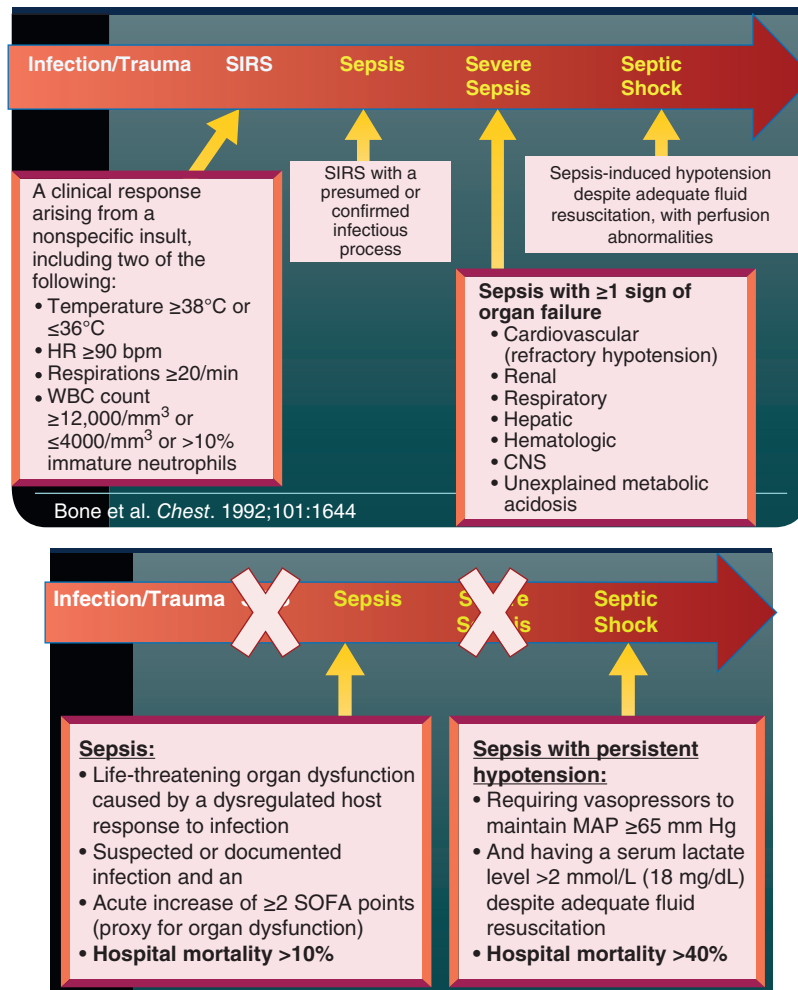 Infection/Trauma SIRS Sepsis Severe Sepsis Septic Shock
A clinical response
arising from a
nonspecific insult,
including two of the
following:
• Temperature ≥38°C or
≤36°C
• HR ≥90 bpm
• Respirations ≥20/min
• WBC count
≥12,000/mm³ or
≤4000/mm³ or >10%
immature neutrophils
SIRS with a
presumed or
confirmed
infectious
process
Sepsis with ≥1 sign of
organ failure
• Cardiovascular
(refractory hypotension)
• Renal
• Respiratory
• Hepatic
• Hematologic
• CNS
• Unexplained metabolic
acidosis
Sepsis-induced hypotension
despite adequate fluid
resuscitation, with perfusion
abnormalities
Bone et al. Chest. 1992;101:1644
Infection/Trauma Sepsis Septic Shock
Sepsis:
• Life-threatening organ dysfunction
caused by a dysregulated host
response to infection
• Suspected or documented
infection and an
• Acute increase of ≥2 SOFA points
(proxy for organ dysfunction)
• Hospital mortality >10%
Sepsis with persistent
hypotension:
• Requiring vasopressors to
maintain MAP ≥65 mm Hg
• And having a serum lactate
level >2 mmol/L (18 mg/dL)
despite adequate fluid
resuscitation
• Hospital mortality >40%